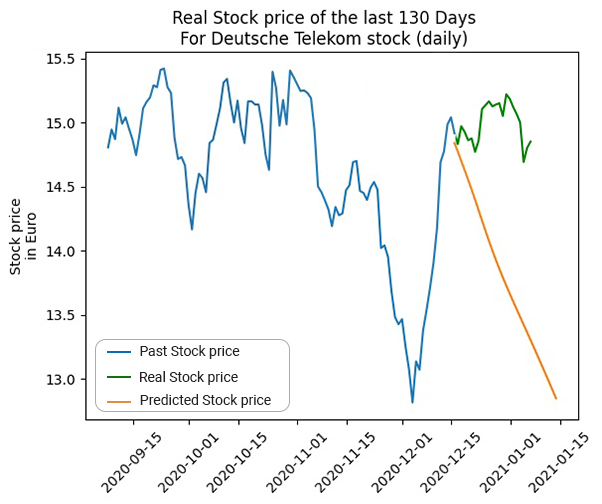 Real Stock price of the last 130 Days
For Deutsche Telekom stock (daily)
15.5
15.0
14.5
14.0
13.5
13.0
Stock price
in Euro
Past Stock price
Real Stock price
Predicted Stock price
2020-09-15
2020-10-01
2020-10-15
2020-11-01
2020-11-15
2020-12-01
2020-12-15
2021-01-01
2021-01-15